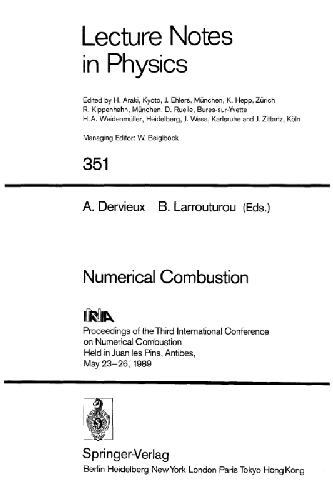 Lecture Notes
in Physics
Edited by H. Araki, Kyoto, J. Ehlers, München, K. Hepp, Zürich
R. Kippenhahn, München, D. Ruelle, Bures-sur-Yvette
H.A. Weidenmüller, Heidelberg, J. Wess, Karlsruhe and J. Zittartz, Köln
Managing Editor: W. Beiglböck
351
A. Dervieux B. Larrouturou (Eds.)
Numerical Combustion
INRIA
Proceedings of the Third International Conference
on Numerical Combustion
Held in Juan les Pins, Antibes,
May 23–26, 1989
Springer-Verlag
Berlin Heidelberg New York London Paris Tokyo Hong Kong